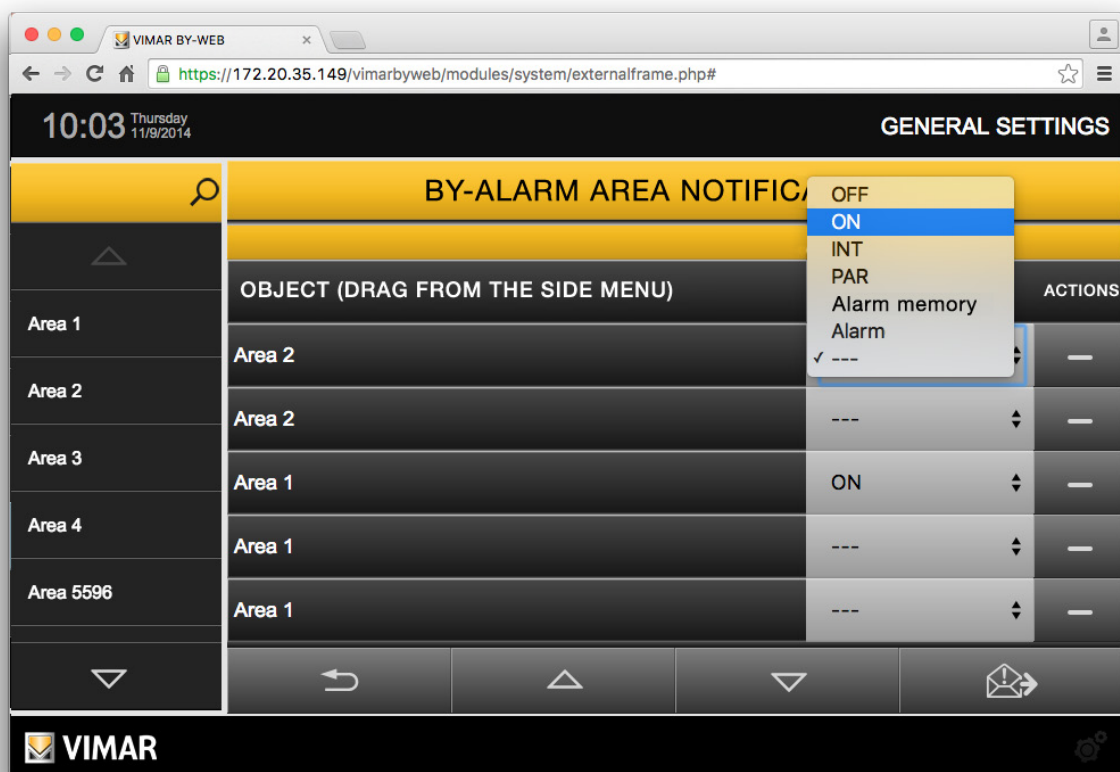 VIMAR BY-WEB
https://172.20.35.149/vimarbyweb/modules/system/externalframe.php#
10:03 Thursday
11/9/2014
GENERAL SETTINGS
BY-ALARM AREA NOTIFICA
OFF
ON
INT
PAR
Alarm memory
Alarm
✓ ---
OBJECT (DRAG FROM THE SIDE MENU)
ACTIONS
Area 1
Area 2
Area 3
Area 4
Area 5596
Area 2
Area 2 ---
Area 1 ON
Area 1 ---
Area 1 ---
VIMAR